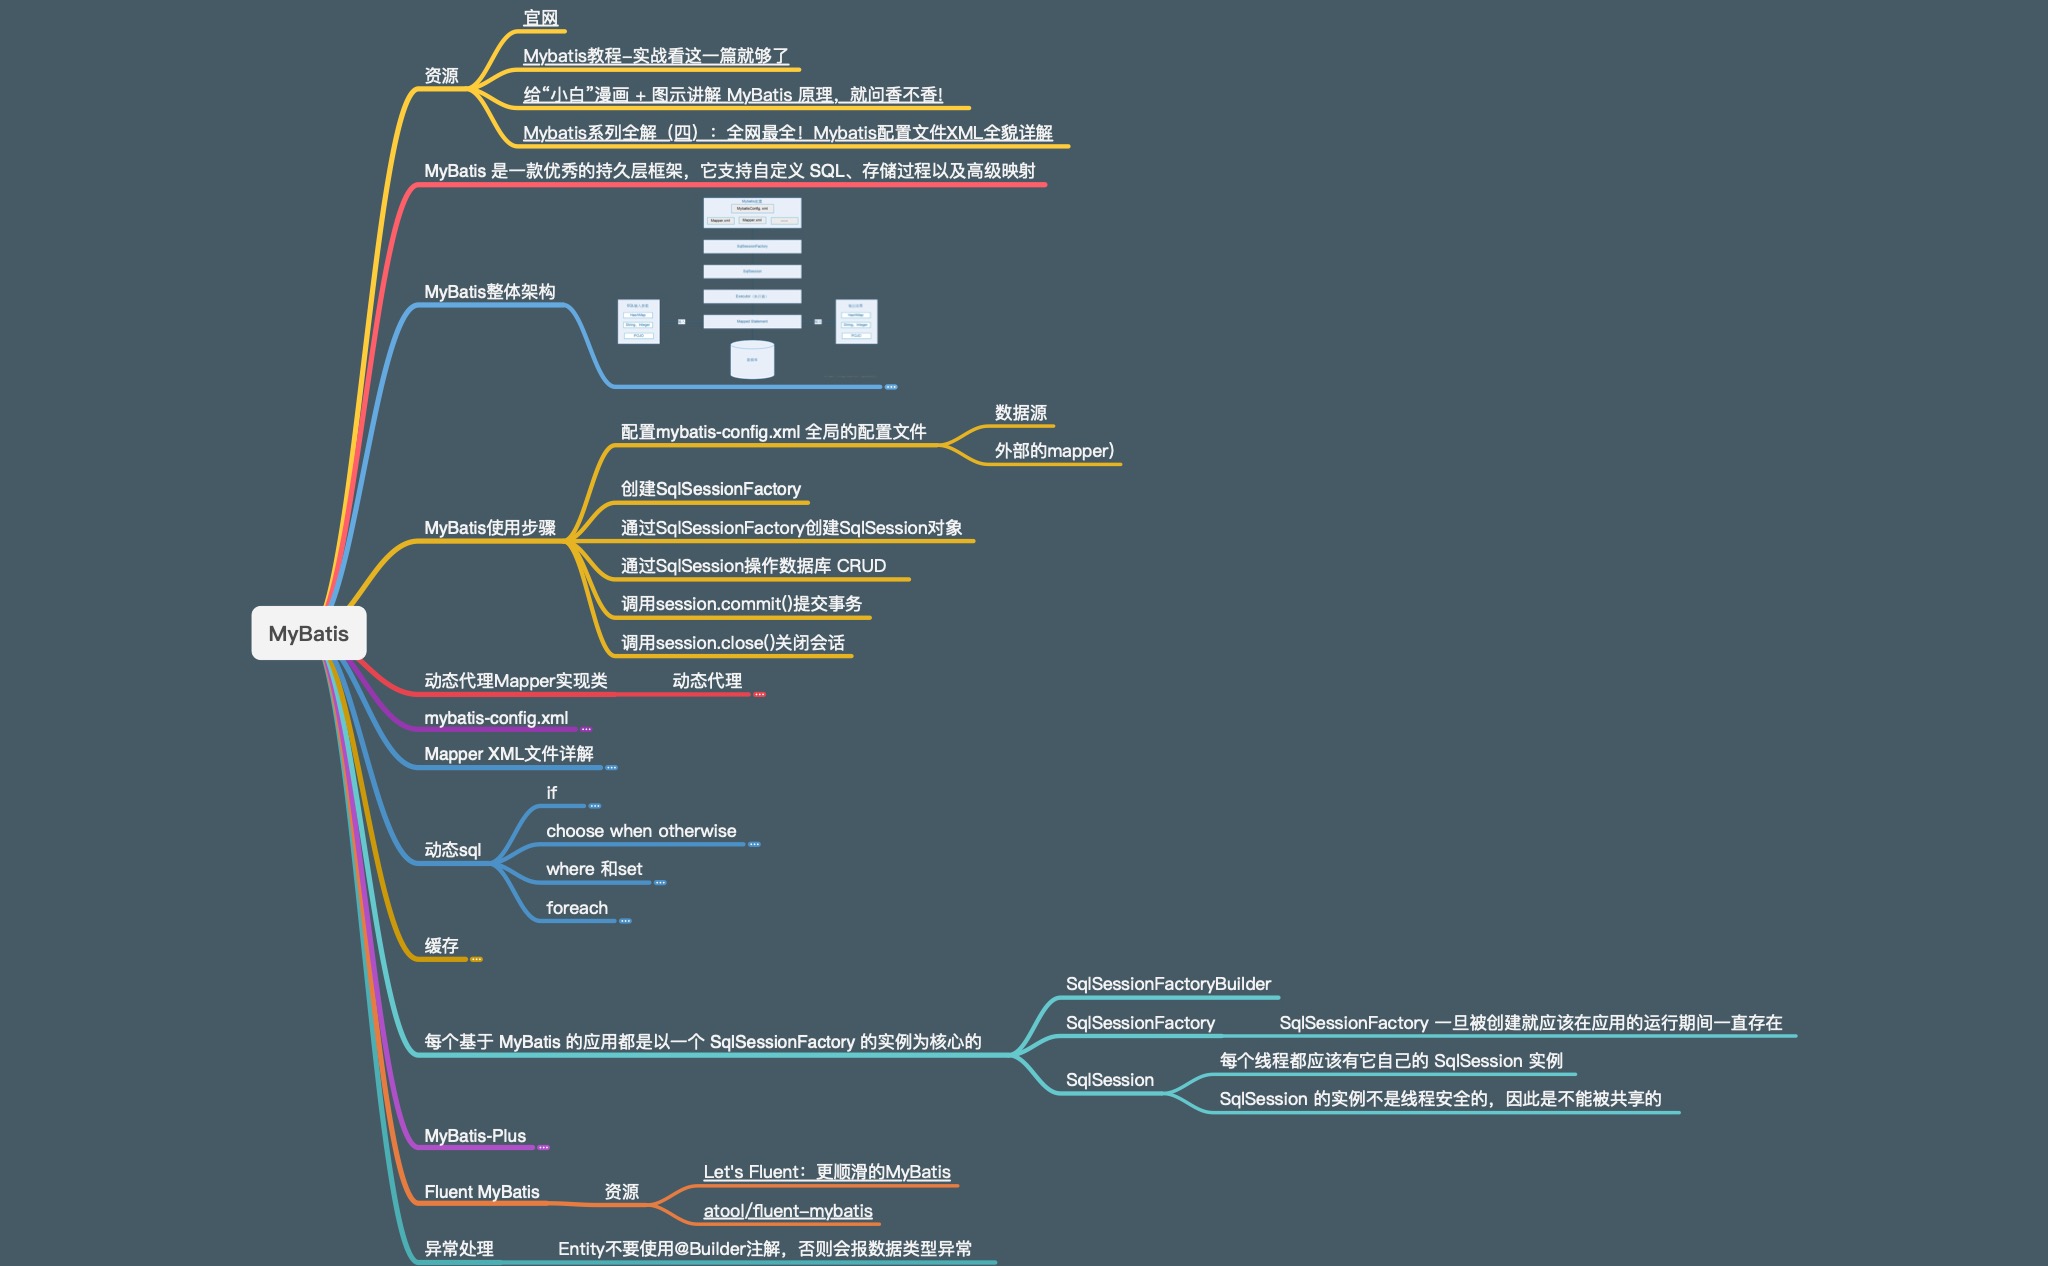 官网
Mybatis教程-实战看这一篇就够了
资源
给“小白”漫画 + 图示讲解 MyBatis 原理，就问香不香！
Mybatis系列全解（四）：全网最全！Mybatis配置文件XML全貌详解
MyBatis 是一款优秀的持久层框架，它支持自定义 SQL、存储过程以及高级映射
MybatisConfig.xml
Mapper.xml
Mapper.xml
SqlSessionFactory
SqlSession
MyBatis整体架构
Mapped Statement
HashMap
String、Integer
POJO
HashMap
String、Integer
POJO
数据库
数据源
配置mybatis-config.xml 全局的配置文件
外部的mapper)
创建SqlSessionFactory
MyBatis使用步骤
通过SqlSessionFactory创建SqlSession对象
通过SqlSession操作数据库 CRUD
调用session.commit()提交事务
MyBatis
调用session.close()关闭会话
动态代理Mapper实现类
动态代理
mybatis-config.xml
Mapper XML文件详解
if
choose when otherwise
动态sql
where 和set
foreach
缓存
SqlSessionFactoryBuilder
SqlSessionFactory
SqlSessionFactory 一旦被创建就应该在应用的运行期间一直存在
每个基于 MyBatis 的应用都是以一个 SqlSessionFactory 的实例为核心的
每个线程都应该有它自己的 SqlSession 实例
SqlSession
SqlSession 的实例不是线程安全的，因此是不能被共享的
MyBatis-Plus
Let's Fluent：更顺滑的MyBatis
Fluent MyBatis
资源
atool/fluent-mybatis
异常处理
Entity不要使用@Builder注解，否则会报数据类型异常